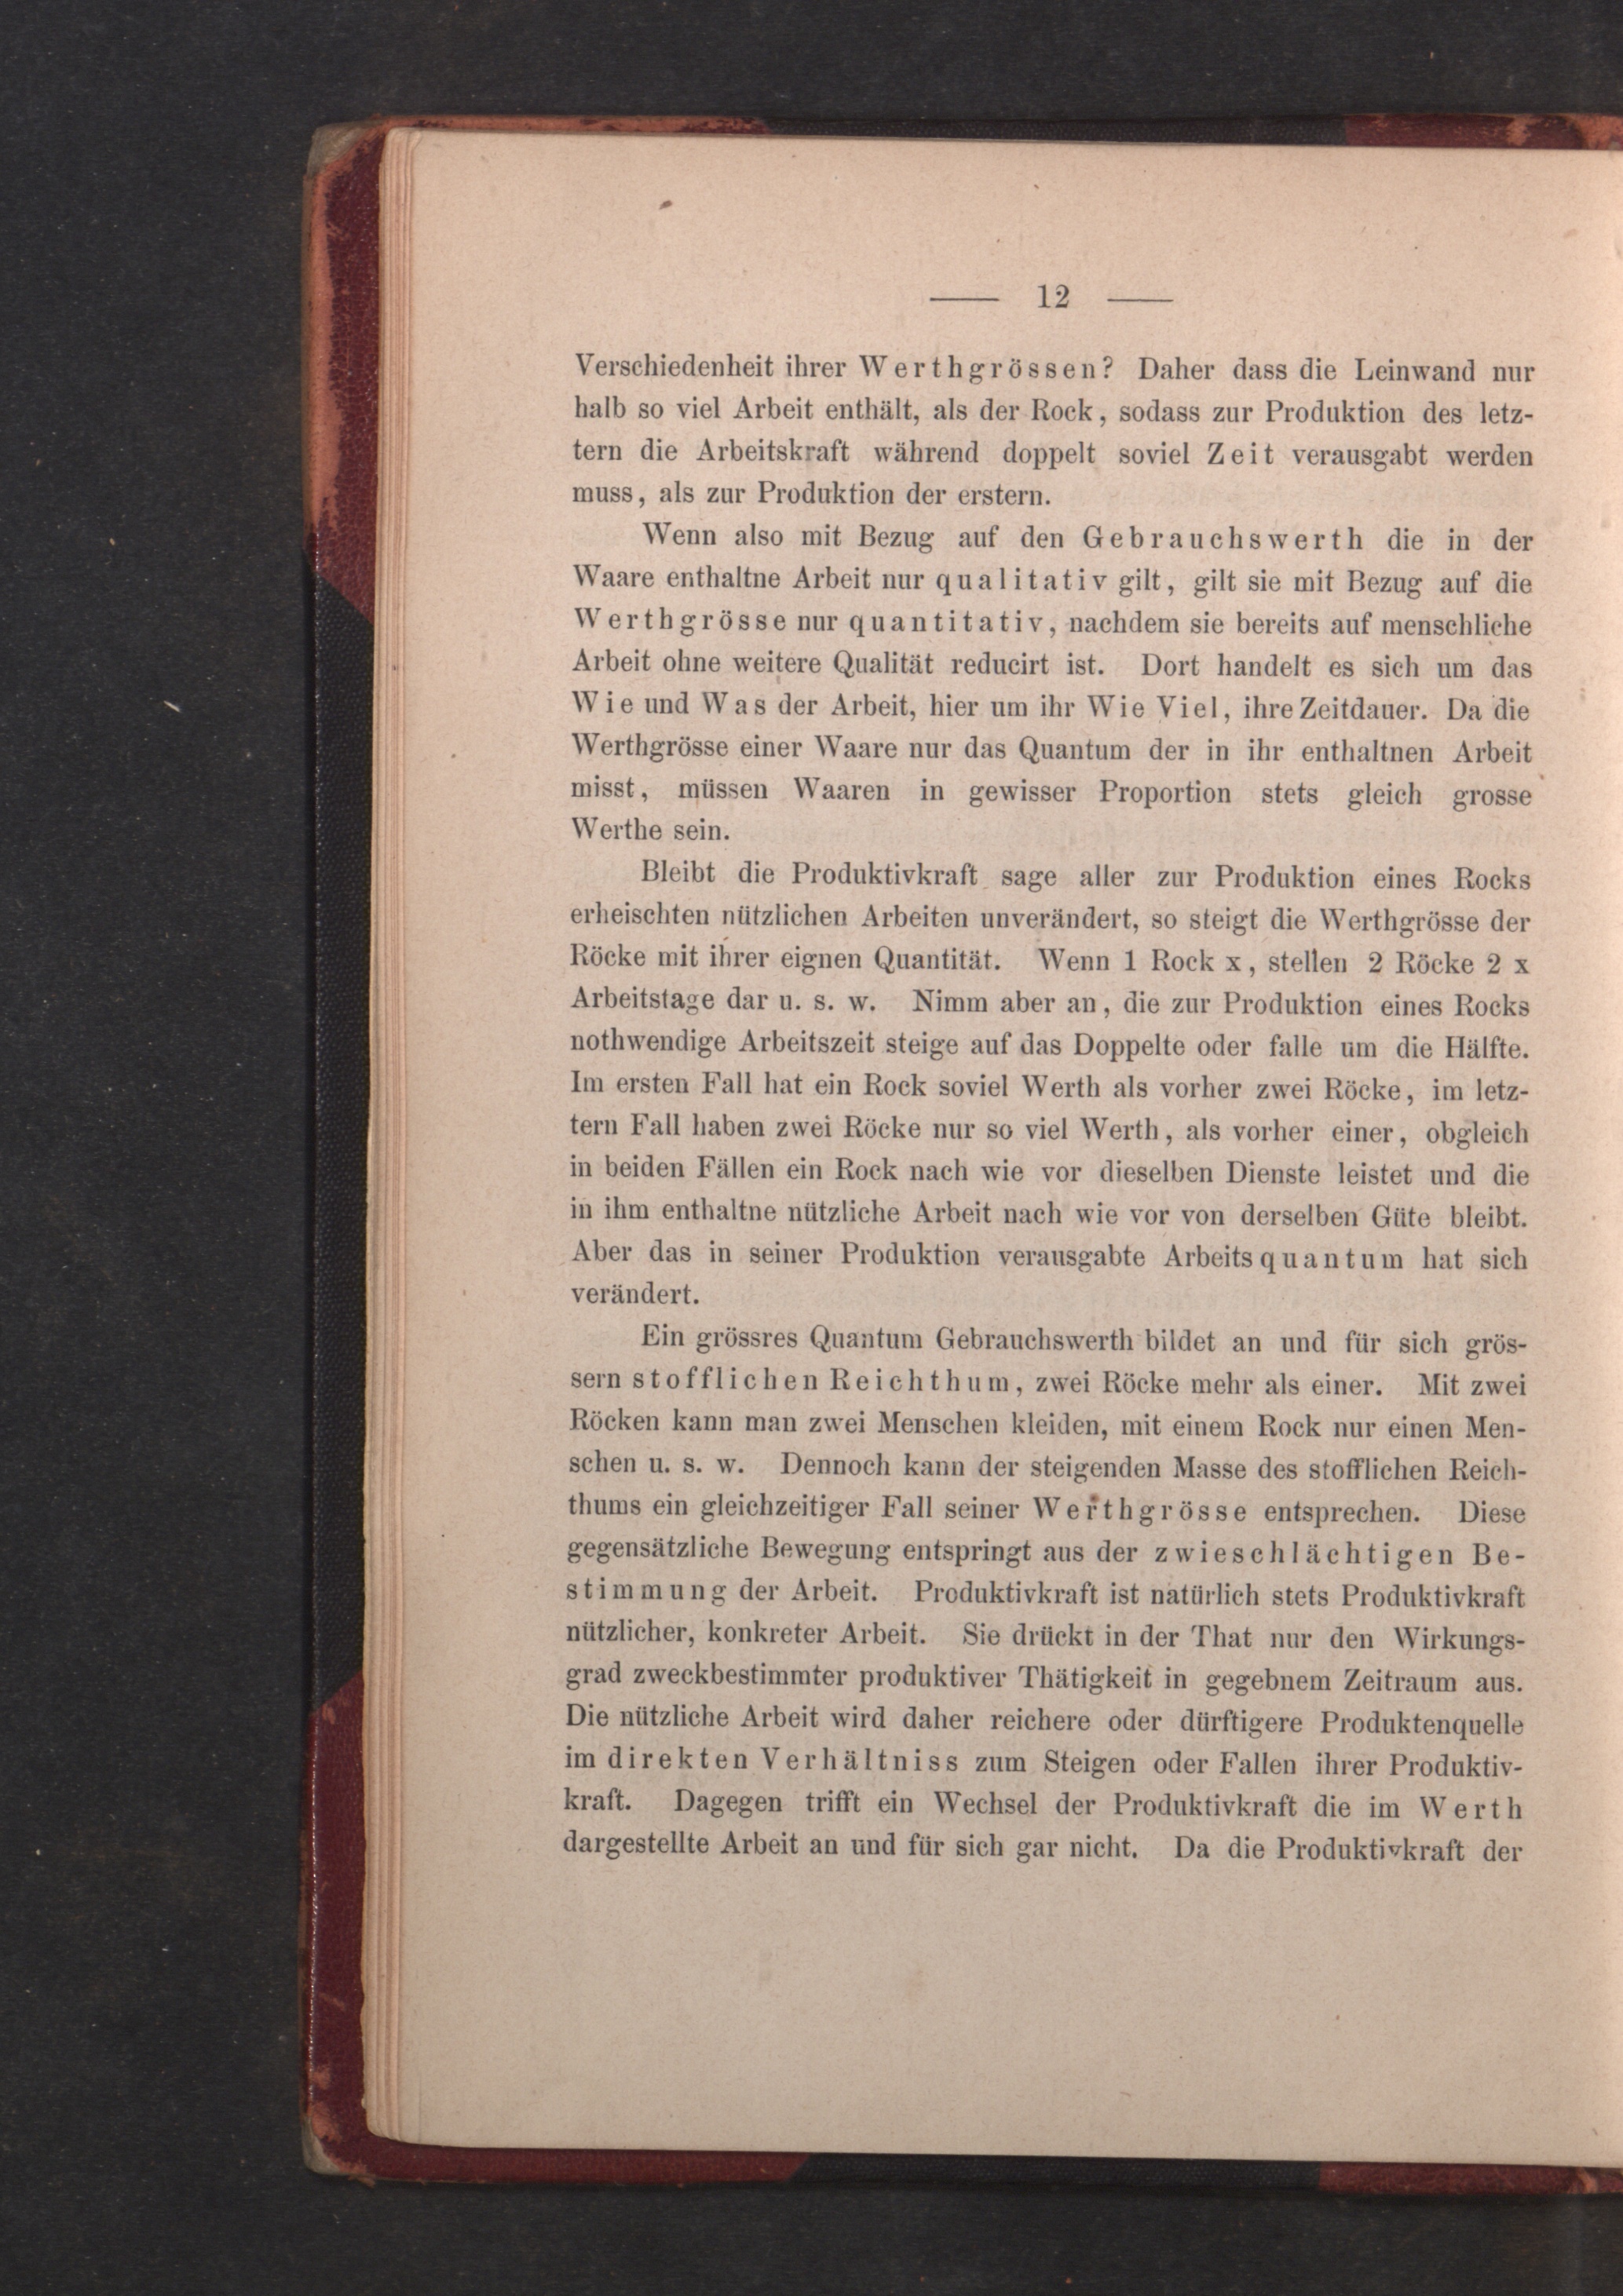 — 12 —
Verschiedenheit ihrer Werthgrössen? Daher dass die Leinwand nur
halb so viel Arbeit enthält, als der Rock, sodass zur Produktion des letz-
tern die Arbeitskraft während doppelt soviel Zeit verausgabt werden
muss, als zur Produktion der erstern.
Wenn also mit Bezug auf den Gebrauchswerth die in der
Waare enthaltne Arbeit nur qualitativ gilt, gilt sie mit Bezug auf die
Werthgrösse nur quantitativ, nachdem sie bereits auf menschliche
Arbeit ohne weitere Qualität reducirt ist. Dort handelt es sich um das
Wie und Was der Arbeit, hier um ihr Wie Viel, ihre Zeitdauer. Da die
Werthgrösse einer Waare nur das Quantum der in ihr enthaltnen Arbeit
misst, müssen Waaren in gewisser Proportion stets gleich grosse
Werthe sein.
Bleibt die Produktivkraft sage aller zur Produktion eines Rocks
erheischten nützlichen Arbeiten unverändert, so steigt die Werthgrösse der
Röcke mit ihrer eignen Quantität. Wenn 1 Rock x, stellen 2 Röcke 2 x
Arbeitstage dar u. s. w. Nimm aber an, die zur Produktion eines Rocks
nothwendige Arbeitszeit steige auf das Doppelte oder falle um die Hälfte.
Im ersten Fall hat ein Rock soviel Werth als vorher zwei Röcke, im letz-
tern Fall haben zwei Röcke nur so viel Werth, als vorher einer, obgleich
in beiden Fällen ein Rock nach wie vor dieselben Dienste leistet und die
in ihm enthaltne nützliche Arbeit nach wie vor von derselben Güte bleibt.
Aber das in seiner Produktion verausgabte Arbeitsquantum hat sich
verändert.
Ein grössres Quantum Gebrauchswerth bildet an und für sich grös-
sern stofflichen Reichthum, zwei Röcke mehr als einer. Mit zwei
Röcken kann man zwei Menschen kleiden, mit einem Rock nur einen Men-
schen u. s. w. Dennoch kann der steigenden Masse des stofflichen Reich-
thums ein gleichzeitiger Fall seiner Werthgrösse entsprechen. Diese
gegensätzliche Bewegung entspringt aus der zwieschlächtigen Be-
stimmung der Arbeit. Produktivkraft ist natürlich stets Produktivkraft
nützlicher, konkreter Arbeit. Sie drückt in der That nur den Wirkungs-
grad zweckbestimmter produktiver Thätigkeit in gegebnem Zeitraum aus.
Die nützliche Arbeit wird daher reichere oder dürftigere Produktenquelle
im direkten Verhältniss zum Steigen oder Fallen ihrer Produktiv-
kraft. Dagegen trifft ein Wechsel der Produktivkraft die im Werth
dargestellte Arbeit an und für sich gar nicht. Da die Produktivkraft der